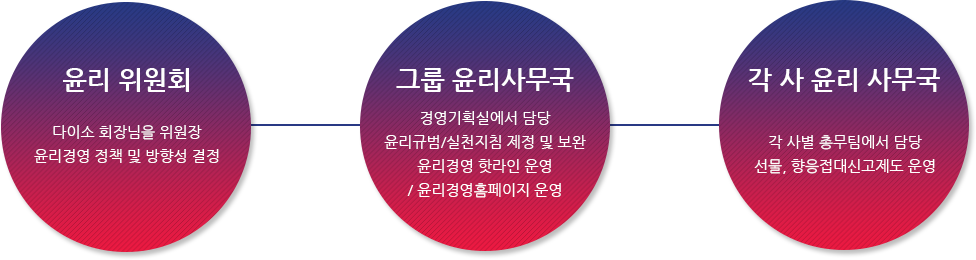 윤리 위원회
다이소 회장님을 위원장
윤리경영 정책 및 방향성 결정
그룹 윤리사무국
경영기획실에서 담당
윤리규범/실천지침 제정 및 보완
윤리경영 핫라인 운영
/ 윤리경영홈페이지 운영
각 사 윤리 사무국
각 사별 총무팀에서 담당
선물, 향응접대신고제도 운영